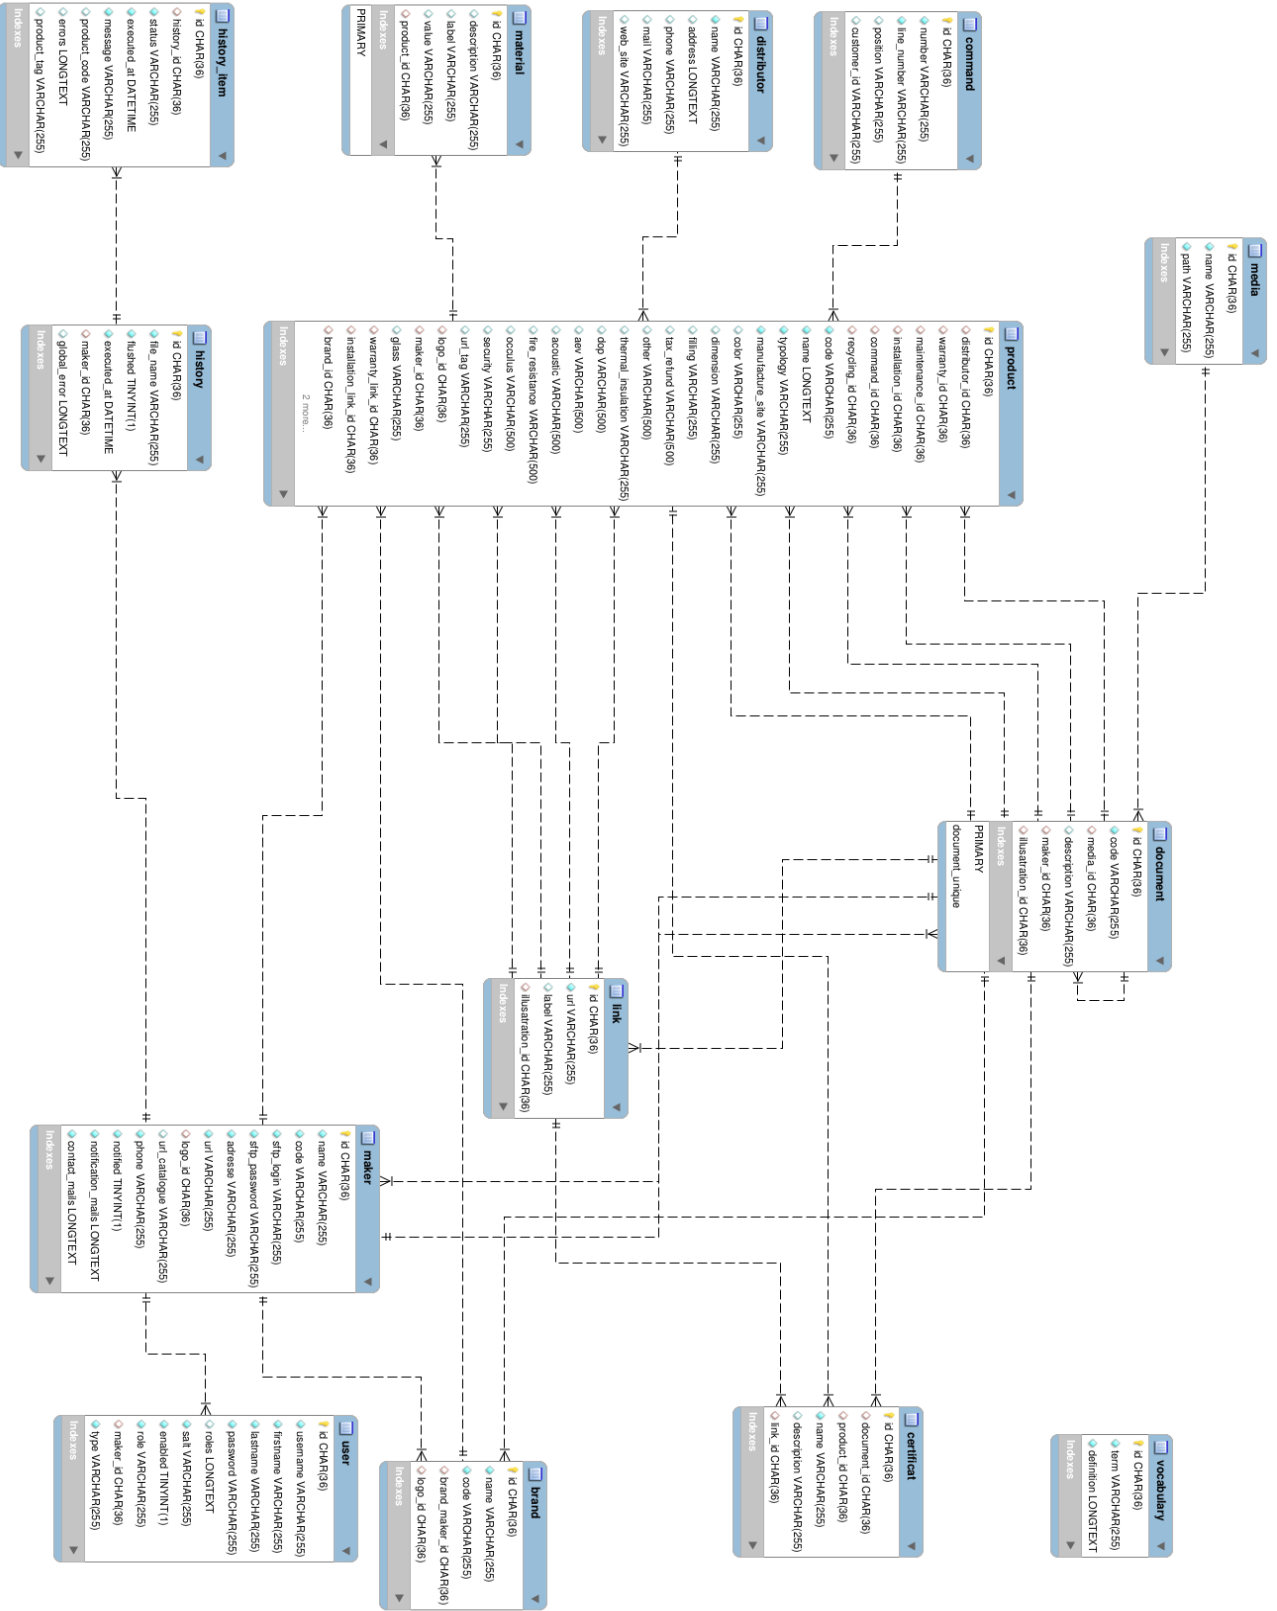 command
id CHAR(36)
number VARCHAR(255)
line_number VARCHAR(255)
position VARCHAR(255)
customer_id VARCHAR(255)
Indexes
distributor
id CHAR(36)
name VARCHAR(255)
address LONGTEXT
phone VARCHAR(255)
mail VARCHAR(255)
web_site VARCHAR(255)
Indexes
material
id CHAR(36)
description VARCHAR(255)
label VARCHAR(255)
value VARCHAR(255)
product_id CHAR(36)
Indexes
PRIMARY
history_item
id CHAR(36)
history_id CHAR(36)
status VARCHAR(255)
executed_at DATETIME
message VARCHAR(255)
product_code VARCHAR(255)
errors LONGTEXT
product_tag VARCHAR(255)
Indexes
media
id CHAR(36)
name VARCHAR(255)
path VARCHAR(255)
Indexes
product
id CHAR(36)
distributor_id CHAR(36)
warranty_id CHAR(36)
maintenance_id CHAR(36)
installation_id CHAR(36)
command_id CHAR(36)
recycling_id CHAR(36)
code VARCHAR(255)
name LONGTEXT
typology VARCHAR(255)
manufacture_site VARCHAR(255)
color VARCHAR(255)
dimension VARCHAR(255)
filling VARCHAR(255)
tax_refund VARCHAR(500)
other VARCHAR(500)
thermal_insulation VARCHAR(255)
dop VARCHAR(500)
aev VARCHAR(500)
acoustic VARCHAR(500)
fire_resistance VARCHAR(500)
occulus VARCHAR(500)
security VARCHAR(255)
url_tag VARCHAR(255)
logo_id CHAR(36)
maker_id CHAR(36)
glass VARCHAR(255)
warranty_link_id CHAR(36)
installation_link_id CHAR(36)
brand_id CHAR(36)
2 more...
Indexes
history
id CHAR(36)
file_name VARCHAR(255)
flushed TINYINT(1)
executed_at DATETIME
maker_id CHAR(36)
global_error LONGTEXT
Indexes
document
id CHAR(36)
code VARCHAR(255)
media_id CHAR(36)
description VARCHAR(255)
maker_id CHAR(36)
illusatration_id CHAR(36)
Indexes
PRIMARY
document_unique
link
id CHAR(36)
url VARCHAR(255)
label VARCHAR(255)
illusatration_id CHAR(36)
Indexes
maker
id CHAR(36)
name VARCHAR(255)
code VARCHAR(255)
sftp_login VARCHAR(255)
sftp_password VARCHAR(255)
adresse VARCHAR(255)
url VARCHAR(255)
logo_id CHAR(36)
url_catalogue VARCHAR(255)
phone VARCHAR(255)
notified TINYINT(1)
notification_mails LONGTEXT
contact_mails LONGTEXT
Indexes
vocabulary
id CHAR(36)
term VARCHAR(255)
definition LONGTEXT
Indexes
certificat
id CHAR(36)
document_id CHAR(36)
product_id CHAR(36)
name VARCHAR(255)
description VARCHAR(255)
link_id CHAR(36)
Indexes
brand
id CHAR(36)
name VARCHAR(255)
code VARCHAR(255)
brand_maker_id CHAR(36)
logo_id CHAR(36)
Indexes
user
id CHAR(36)
username VARCHAR(255)
firstname VARCHAR(255)
lastname VARCHAR(255)
password VARCHAR(255)
roles LONGTEXT
salt VARCHAR(255)
enabled TINYINT(1)
role VARCHAR(255)
maker_id CHAR(36)
type VARCHAR(255)
Indexes